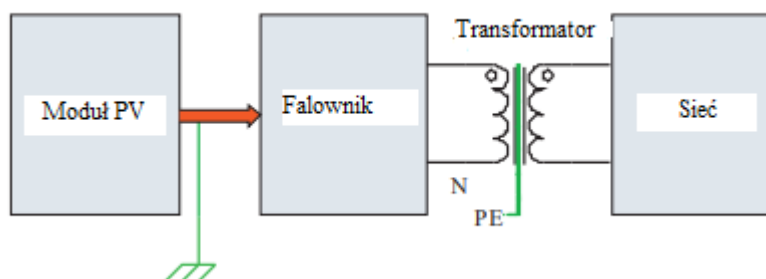 Transformator
Moduł PV
Falownik
Sieć
N
PE